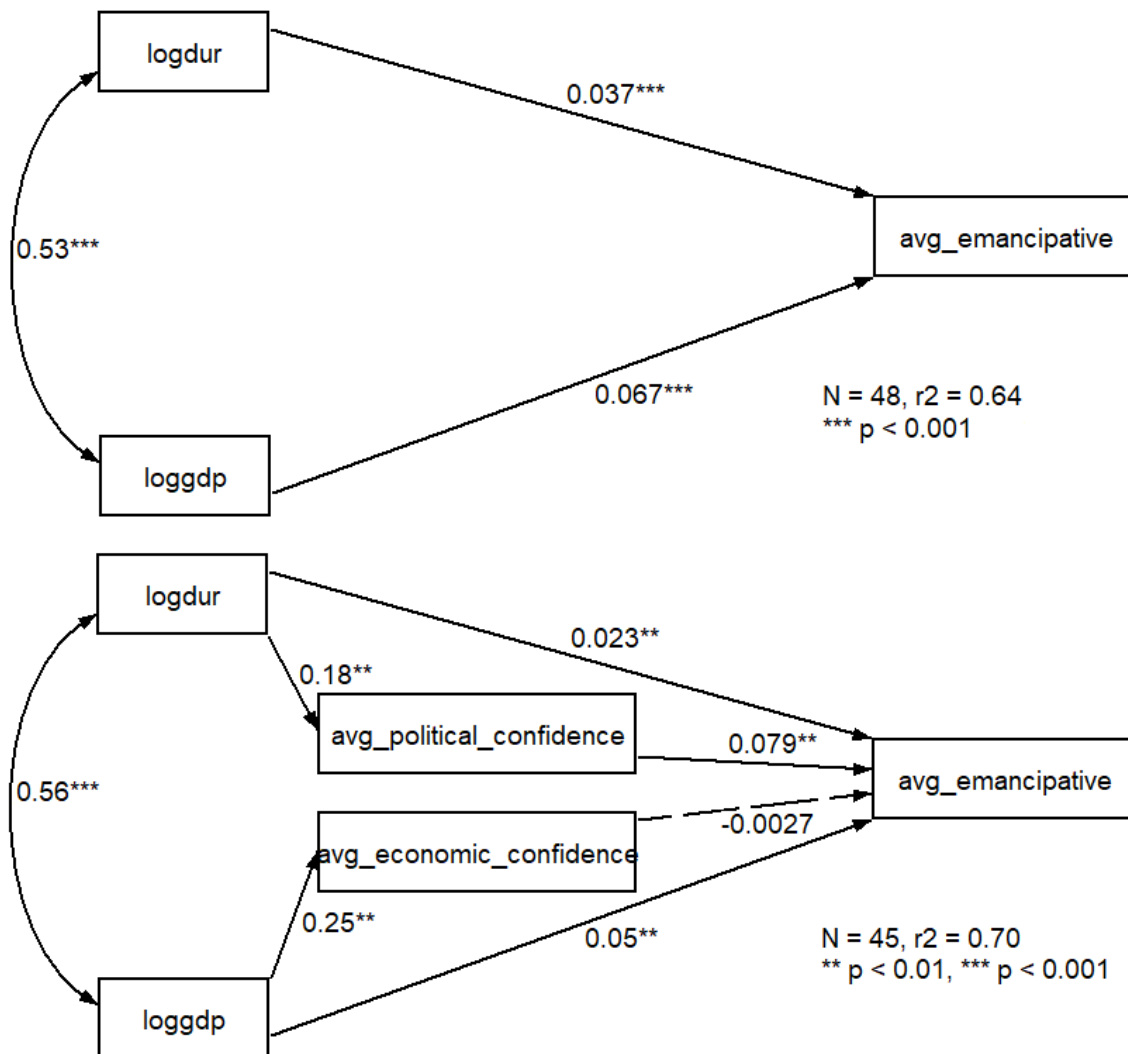 logdur
0.037***
avg_emancipative
0.53***
0.067***
N = 48, r2 = 0.64
*** p < 0.001
loggdp
logdur
0.023**
0.18**
avg_political_confidence
0.079**
avg_emancipative
0.56***
-0.0027
avg_economic_confidence
0.25**
0.05**
N = 45, r2 = 0.70
** p < 0.01, *** p < 0.001
loggdp